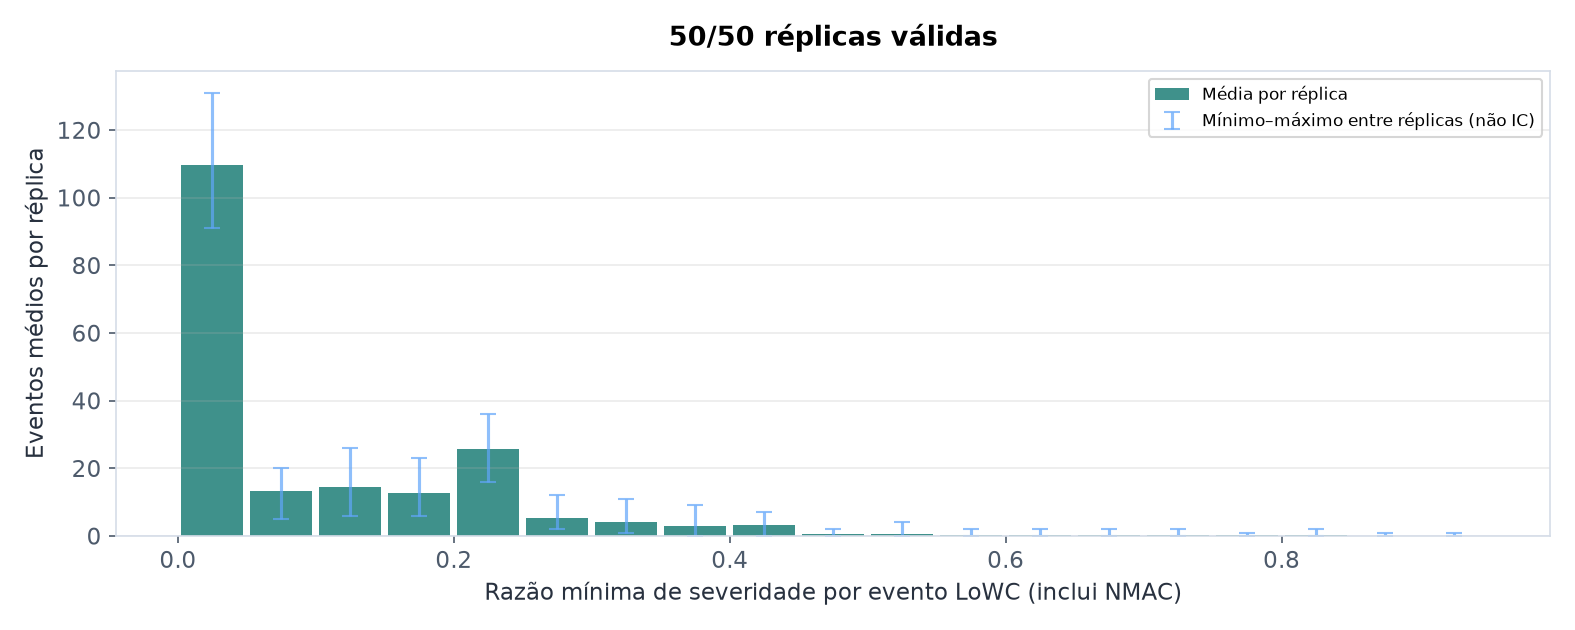 50/50 réplicas válidas
Média por réplica
Mínimo–máximo entre réplicas (não IC)
Eventos médios por réplica
120
100
80
60
40
20
0
0.0 0.2 0.4 0.6 0.8
Razão mínima de severidade por evento LoWC (inclui NMAC)